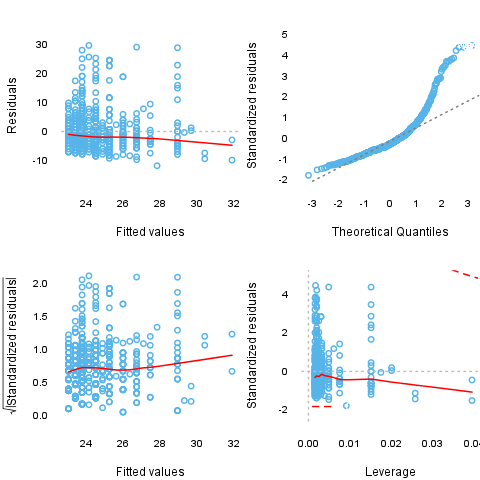 Residuals
30
20
10
0
-10
24 26 28 30 32
Fitted values
Standardized residuals
5
4
3
2
1
0
-1
-2
-3 -2 -1 0 1 2 3
Theoretical Quantiles
√|Standardized residuals|
2.0
1.5
1.0
0.5
0.0
24 26 28 30 32
Fitted values
Standardized residuals
4
2
0
-2
0.00 0.01 0.02 0.03
Leverage